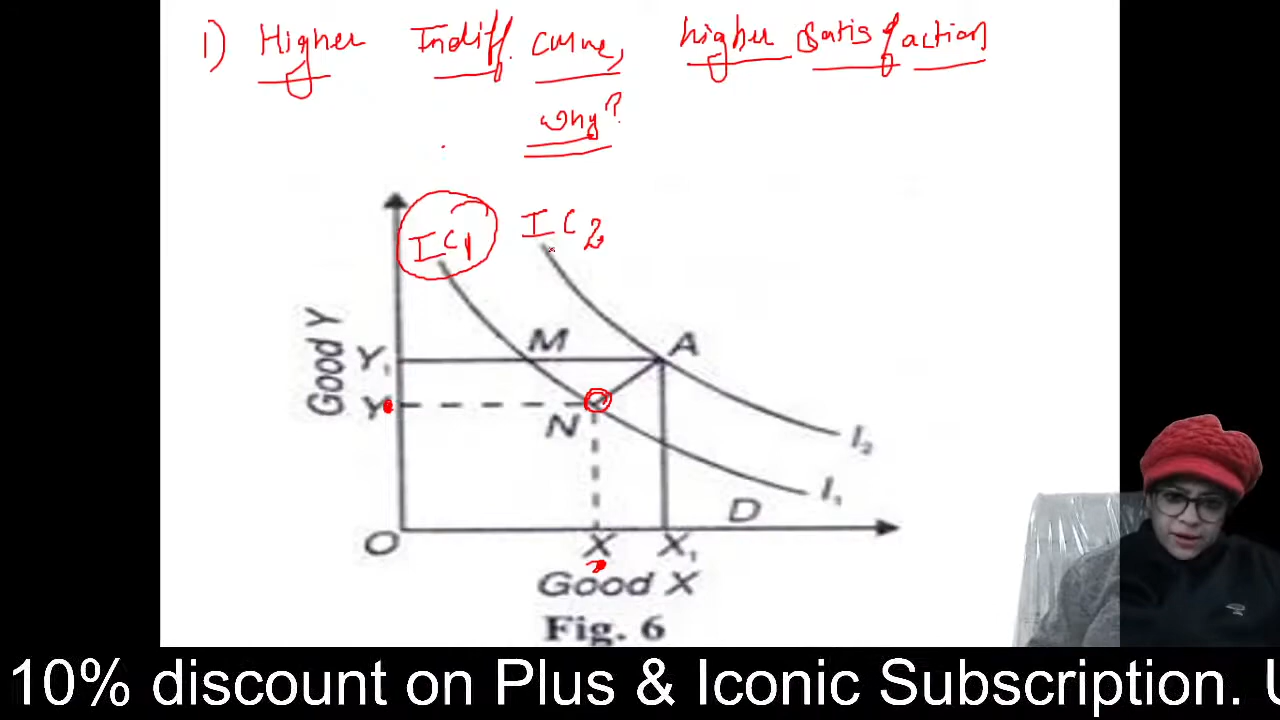 1) Higher Indiff. curve, higher satisfaction
why?
IC1 IC2
Good Y
M A
Y1
Y
N
I2
I1
D
O X X1
Good X
Fig. 6
10% discount on Plus & Iconic Subscription.